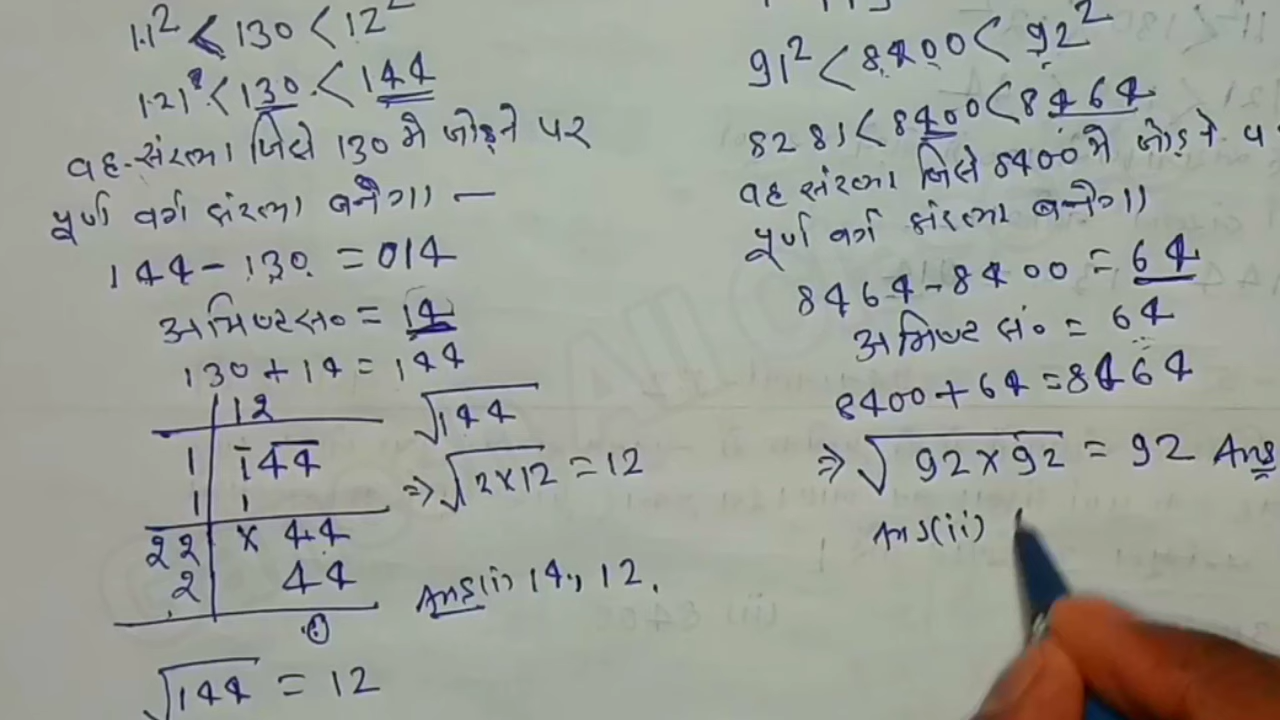 11² < 130 < 12²
121 < 130 < 144
वह संख्या जिसे 130 मे जोड़ने पर
पूर्ण वर्ग संख्या बनेगा —
144 - 130 = 014
अभिष्ट सं० = 14
130 + 14 = 144
12
1 144
1 1
22 × 44
2 44
0
√144 = 12
√144
⇒ √12×12 = 12
Ans(i) 14, 12.
91² < 8400 < 92²
8281 < 8400 < 8464
वह संख्या जिसे 8400 मे जोड़ने
पूर्ण वर्ग संख्या बनेगा
8464 - 8400 = 64
अभिष्ट सं० = 64
8400 + 64 = 8464
⇒ √92×92 = 92 Ans
Ans(ii)